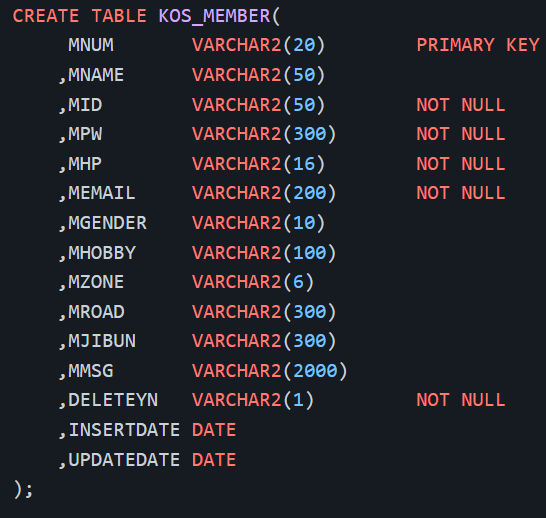 CREATE TABLE KOS_MEMBER(
MNUM VARCHAR2(20) PRIMARY KEY
,MNAME VARCHAR2(50)
,MID VARCHAR2(50) NOT NULL
,MPW VARCHAR2(300) NOT NULL
,MHP VARCHAR2(16) NOT NULL
,MEMAIL VARCHAR2(200) NOT NULL
,MGENDER VARCHAR2(10)
,MHOBBY VARCHAR2(100)
,MZONE VARCHAR2(6)
,MROAD VARCHAR2(300)
,MJIBUN VARCHAR2(300)
,MMSG VARCHAR2(2000)
,DELETEYN VARCHAR2(1) NOT NULL
,INSERTDATE DATE
,UPDATEDATE DATE
);